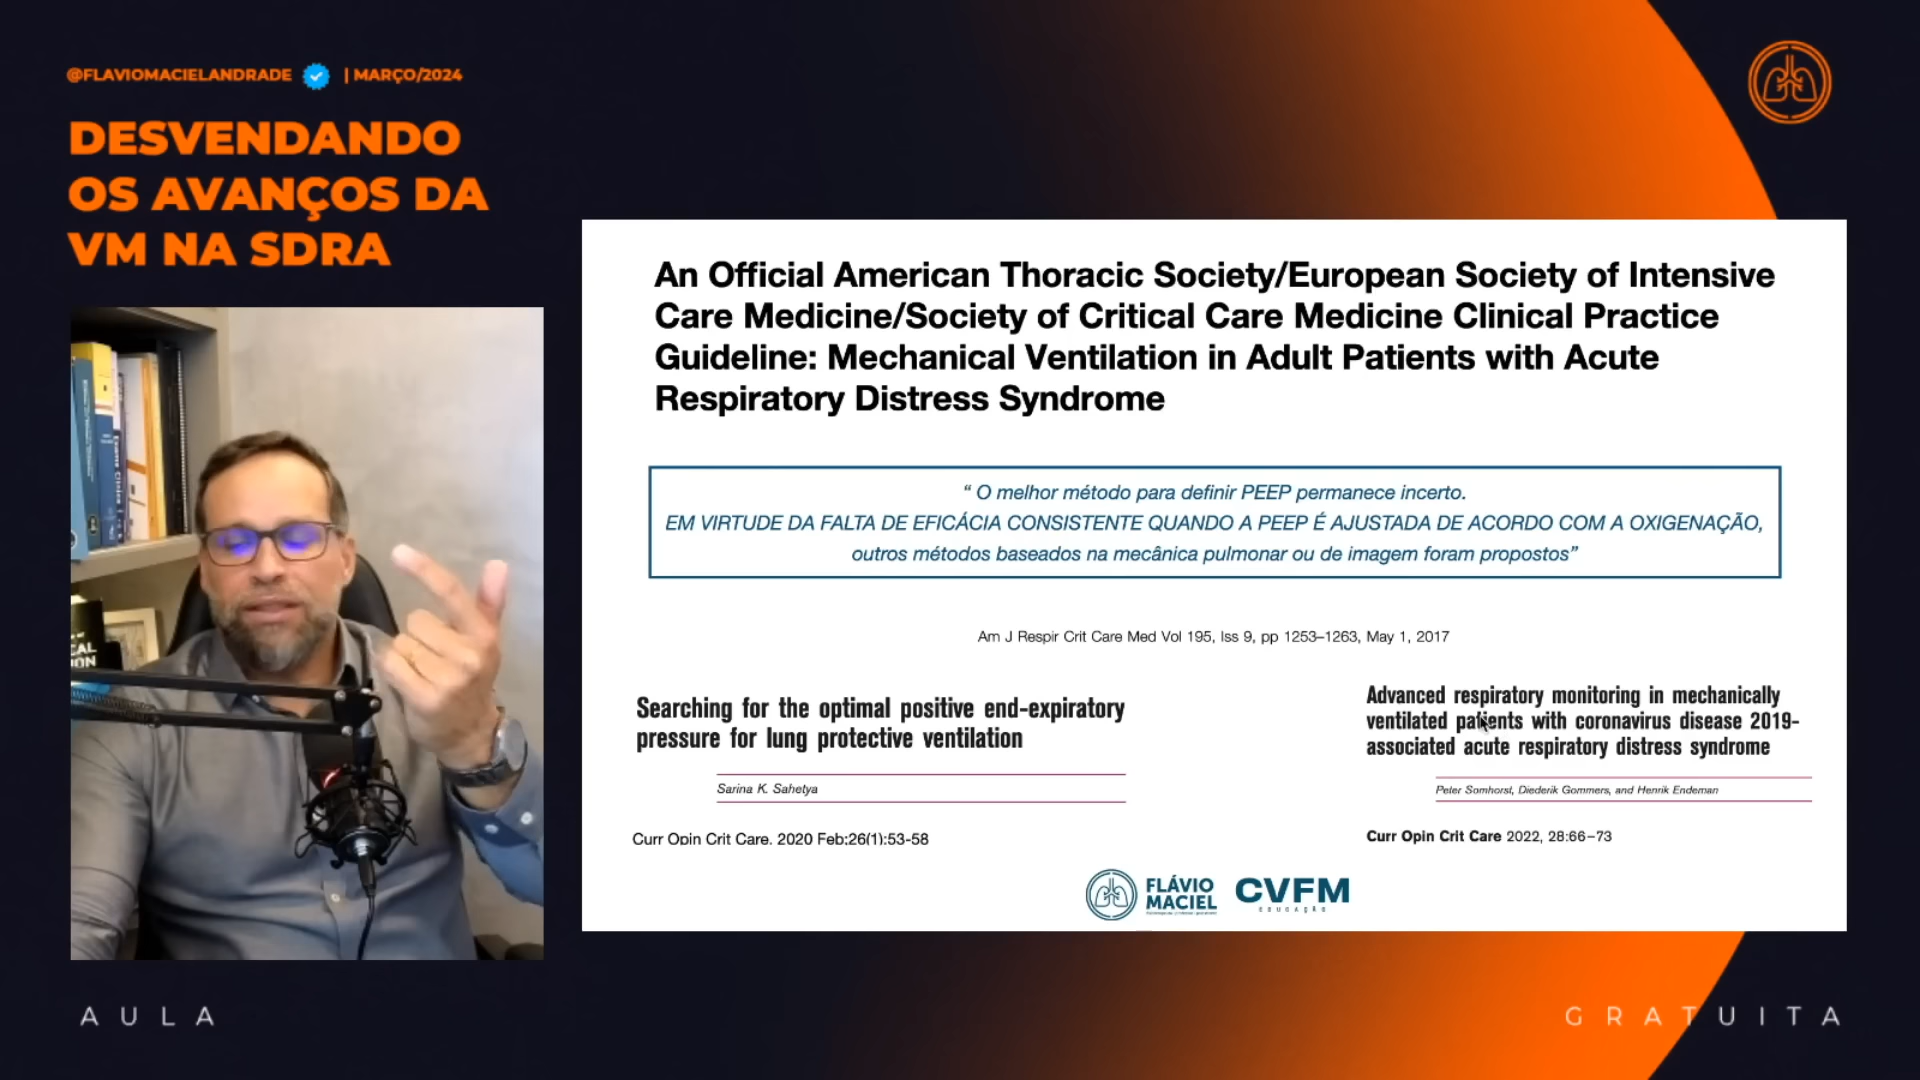 @FLAVIOMACIELANDRADE | MARÇO/2024
DESVENDANDO
OS AVANÇOS DA
VM NA SDRA
An Official American Thoracic Society/European Society of Intensive
Care Medicine/Society of Critical Care Medicine Clinical Practice
Guideline: Mechanical Ventilation in Adult Patients with Acute
Respiratory Distress Syndrome
“ O melhor método para definir PEEP permanece incerto.
EM VIRTUDE DA FALTA DE EFICÁCIA CONSISTENTE QUANDO A PEEP É AJUSTADA DE ACORDO COM A OXIGENAÇÃO,
outros métodos baseados na mecânica pulmonar ou de imagem foram propostos”
Am J Respir Crit Care Med Vol 195, Iss 9, pp 1253–1263, May 1, 2017
Searching for the optimal positive end-expiratory
pressure for lung protective ventilation
Sarina K. Sahetya
Curr Opin Crit Care. 2020 Feb;26(1):53-58
Advanced respiratory monitoring in mechanically
ventilated patients with coronavirus disease 2019-
associated acute respiratory distress syndrome
Peter Somhorst, Diederik Gommers, and Henrik Endeman
Curr Opin Crit Care 2022, 28:66–73
FLÁVIO
MACIEL
CVFM
EDUCAÇÃO
AULA
GRATUITA